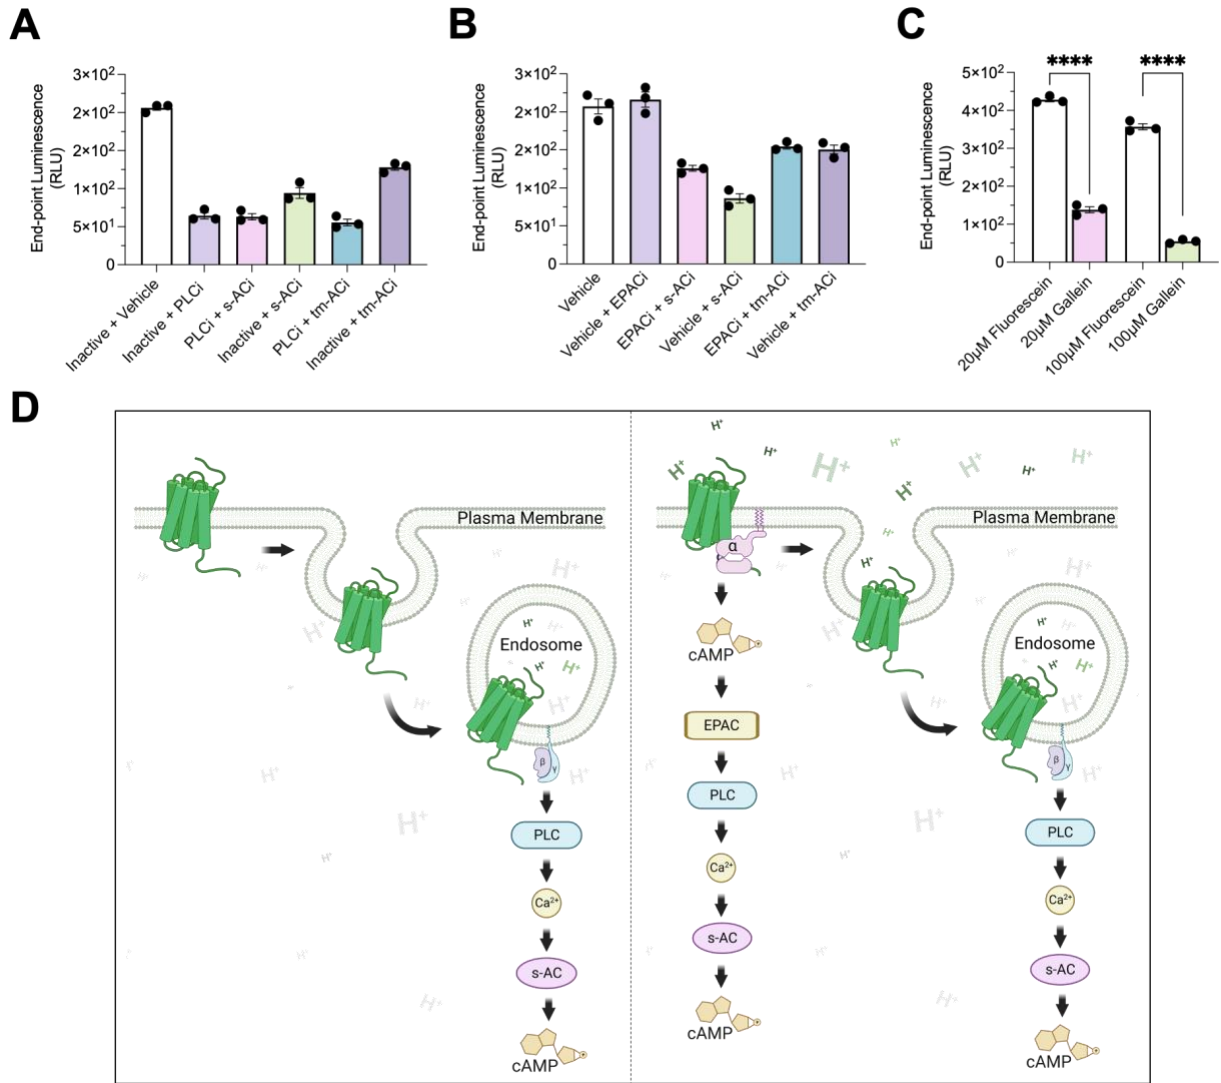 A
B
C
End-point Luminescence
(RLU)
3×10²
2×10²
2×10²
1×10²
5×10¹
0
Inactive + Vehicle
Inactive + PLCi
PLCi + s-ACi
Inactive + s-ACi
PLCi + tm-ACi
Inactive + tm-ACi
End-point Luminescence
(RLU)
3×10²
2×10²
2×10²
1×10²
5×10¹
0
Vehicle
Vehicle + EPACi
EPACi + s-ACi
Vehicle + s-ACi
EPACi + tm-ACi
Vehicle + tm-ACi
End-point Luminescence
(RLU)
**** ****
5×10²
4×10²
3×10²
2×10²
1×10²
0
20µM Fluorescein
20µM Gallein
100µM Fluorescein
100µM Gallein
D
Plasma Membrane
H⁺
H⁺
H⁺
H⁺
Endosome
H⁺
H⁺
H⁺
H⁺
H⁺
β
γ
H⁺
H⁺
H⁺
H⁺
PLC
Ca²⁺
s-AC
H⁺
H⁺
cAMP
H⁺
H⁺
H⁺
H⁺
H⁺
H⁺
H⁺
H⁺
H⁺
H⁺
Plasma Membrane
α
H⁺
H⁺
H⁺
cAMP
EPAC
PLC
Ca²⁺
s-AC
cAMP
H⁺
Endosome
H⁺
H⁺
H⁺
H⁺
β
γ
H⁺
H⁺
H⁺
H⁺
PLC
Ca²⁺
s-AC
H⁺
H⁺
cAMP